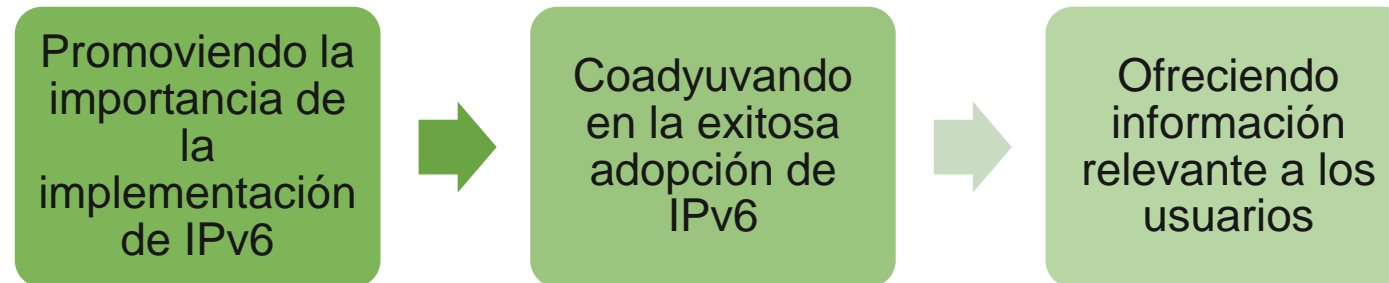 Promoviendo la
importancia de
la
implementación
de IPv6
Coadyuvando
en la exitosa
adopción de
IPv6
Ofreciendo
información
relevante a los
usuarios